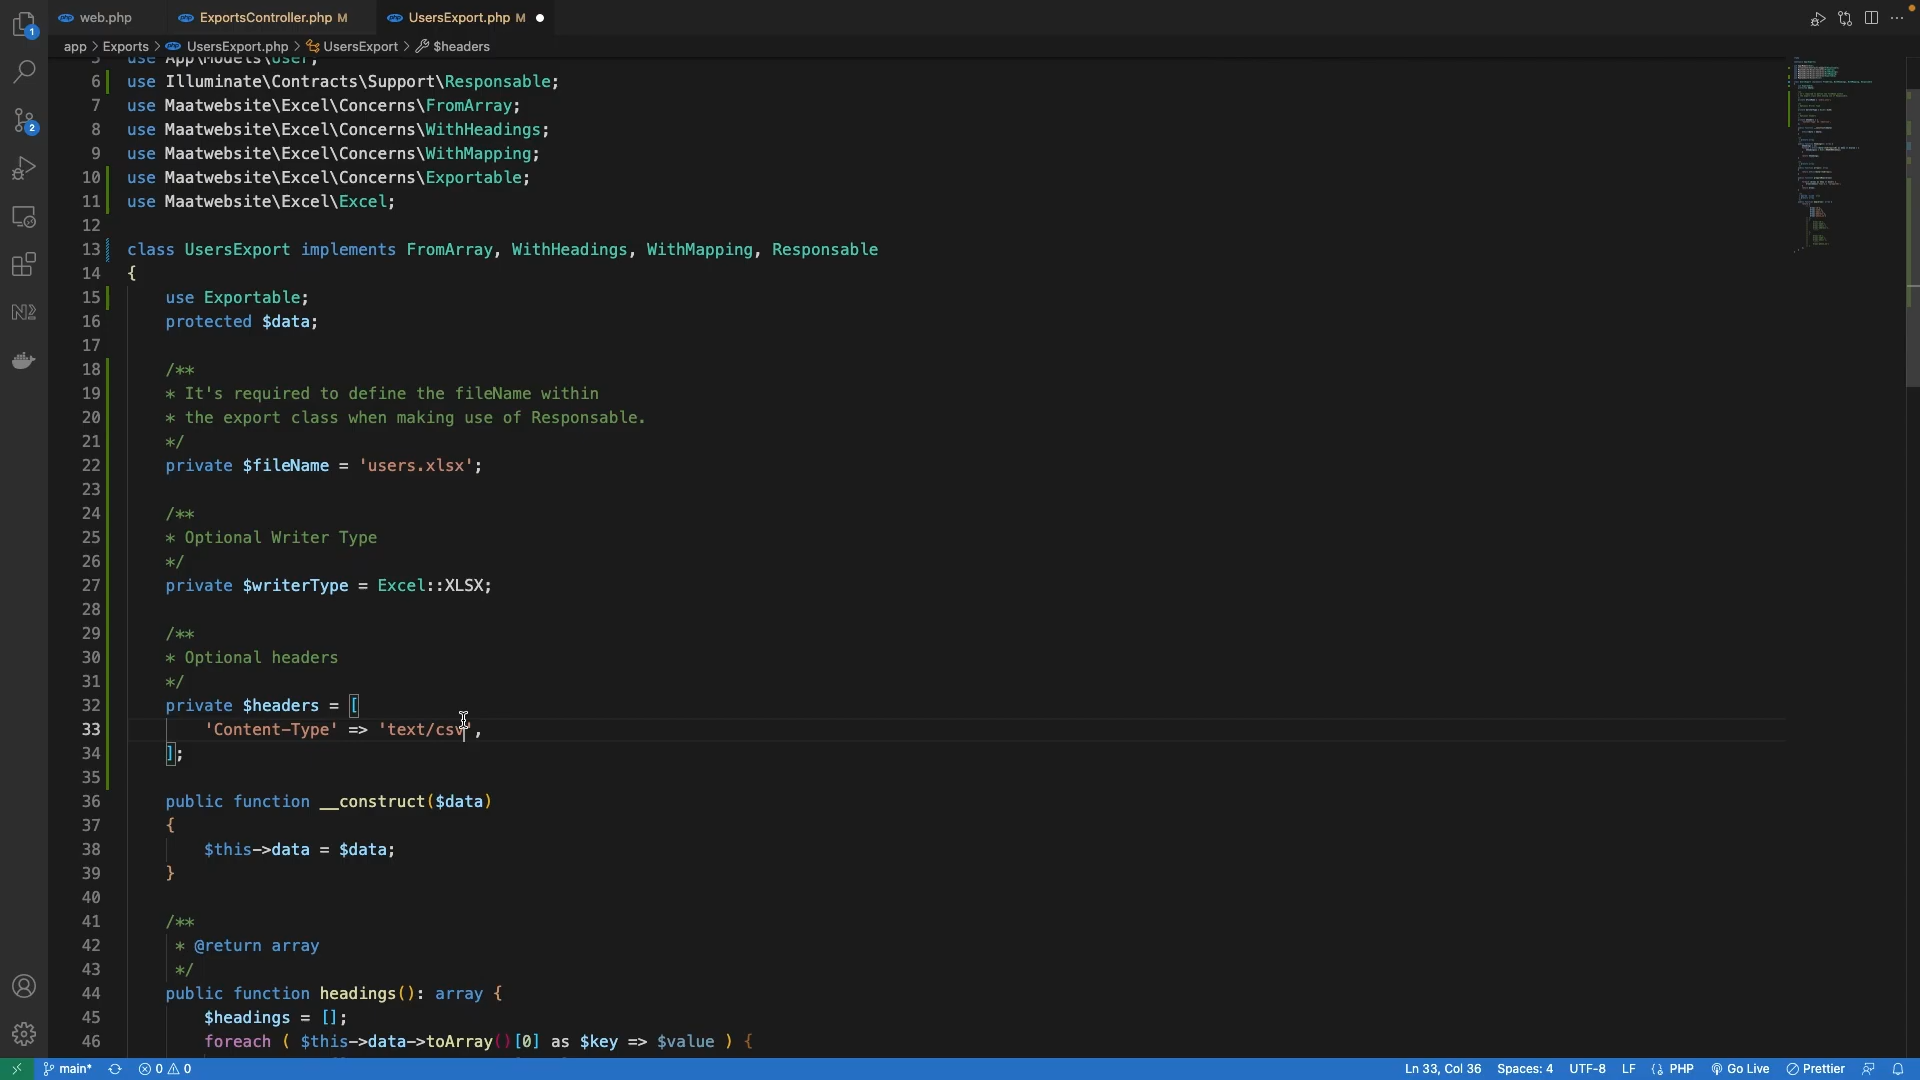 web.php
ExportsController.php M
UsersExport.php M
app > Exports > UsersExport.php > UsersExport > $headers
5 use App\Models\User;
6 use Illuminate\Contracts\Support\Responsable;
7 use Maatwebsite\Excel\Concerns\FromArray;
8 use Maatwebsite\Excel\Concerns\WithHeadings;
9 use Maatwebsite\Excel\Concerns\WithMapping;
10 use Maatwebsite\Excel\Concerns\Exportable;
11 use Maatwebsite\Excel\Excel;
12
13 class UsersExport implements FromArray, WithHeadings, WithMapping, Responsable
14 {
15 use Exportable;
16 protected $data;
17
18 /**
19 * It's required to define the fileName within
20 * the export class when making use of Responsable.
21 */
22 private $fileName = 'users.xlsx';
23
24 /**
25 * Optional Writer Type
26 */
27 private $writerType = Excel::XLSX;
28
29 /**
30 * Optional headers
31 */
32 private $headers = [
33 'Content-Type' => 'text/csv',
34 ];
35
36 public function __construct($data)
37 {
38 $this->data = $data;
39 }
40
41 /**
42 * @return array
43 */
44 public function headings(): array {
45 $headings = [];
46 foreach ( $this->data->toArray()[0] as $key => $value ) {
1
2
main* 0 0 Ln 33, Col 36 Spaces: 4 UTF-8 LF {} PHP Go Live Prettier